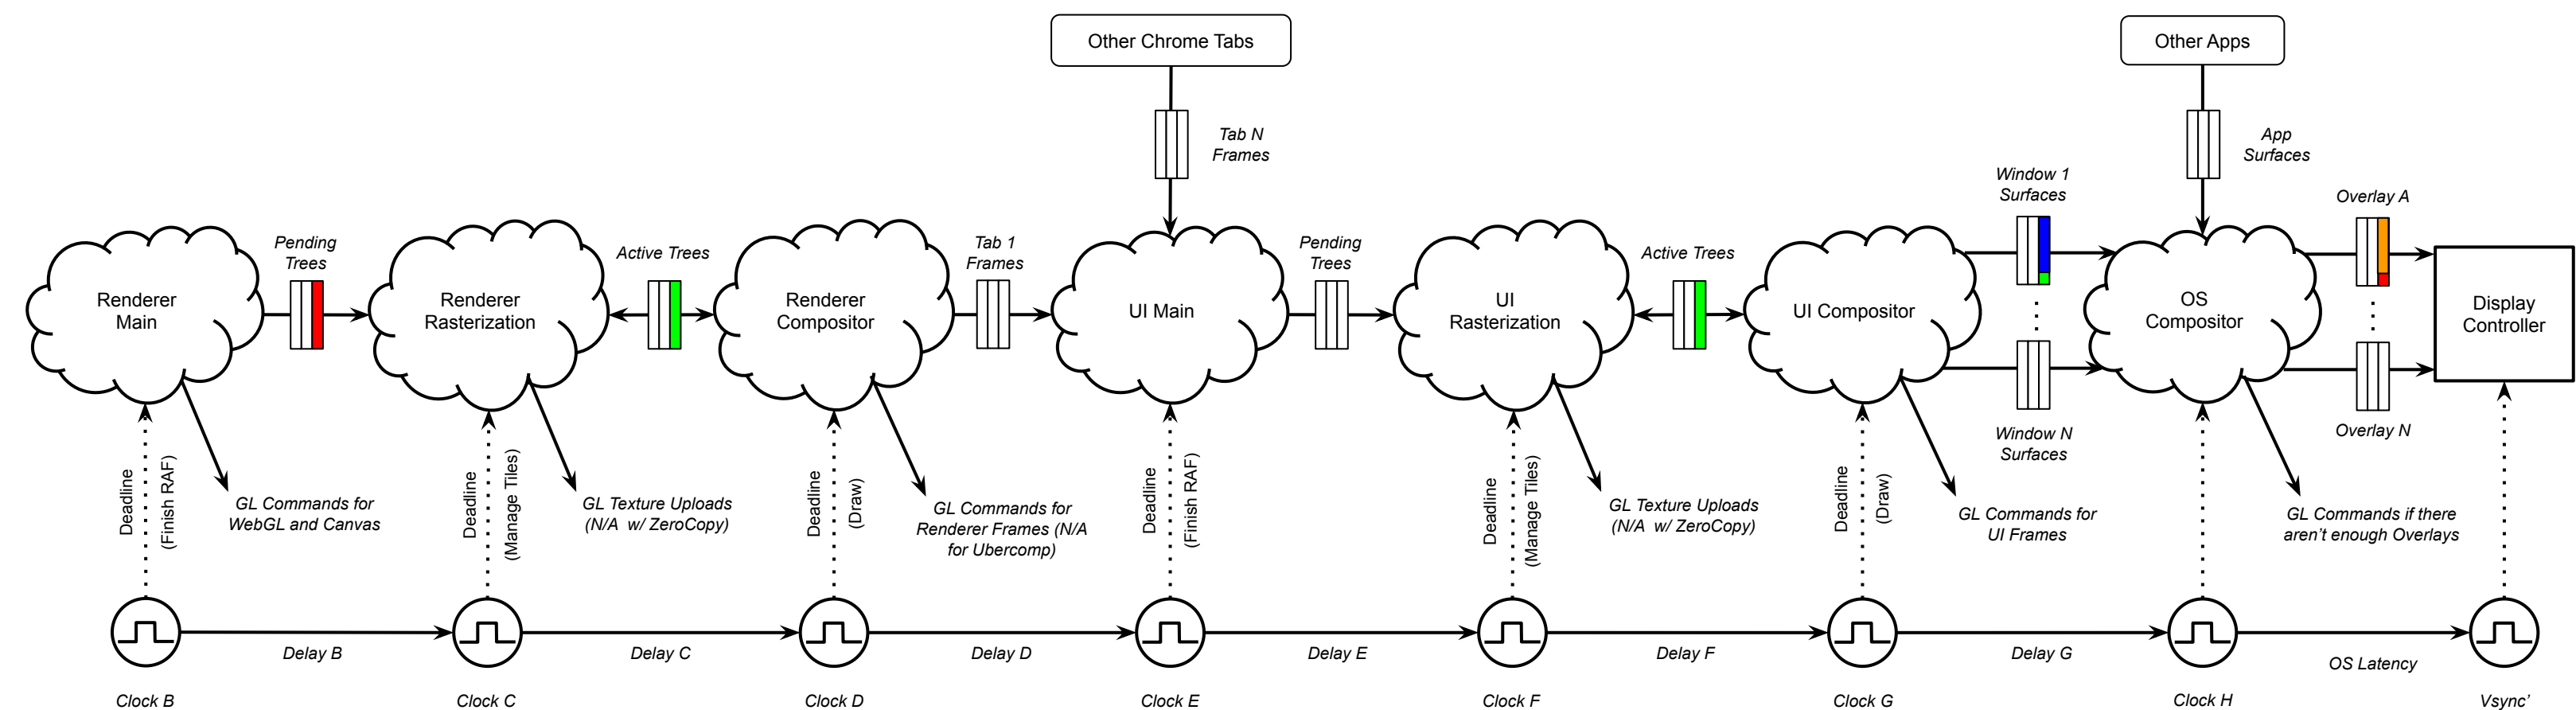 Other Chrome Tabs
Other Apps
Tab N
Frames
App
Surfaces
Window 1
Surfaces
Overlay A
Pending
Trees
Active Trees
Tab 1
Frames
Pending
Trees
Active Trees
Renderer
Main
Renderer
Rasterization
Renderer
Compositor
UI Main
UI
Rasterization
UI Compositor
OS
Compositor
Display
Controller
Window N
Surfaces
Overlay N
Deadline
(Finish RAF)
GL Commands for
WebGL and Canvas
Deadline
(Manage Tiles)
GL Texture Uploads
(N/A w/ ZeroCopy)
Deadline
(Draw)
GL Commands for
Renderer Frames (N/A
for Ubercomp)
Deadline
(Finish RAF)
Deadline
(Manage Tiles)
GL Texture Uploads
(N/A w/ ZeroCopy)
Deadline
(Draw)
GL Commands for
UI Frames
GL Commands if there
aren't enough Overlays
Delay B
Delay C
Delay D
Delay E
Delay F
Delay G
OS Latency
Clock B
Clock C
Clock D
Clock E
Clock F
Clock G
Clock H
Vsync'